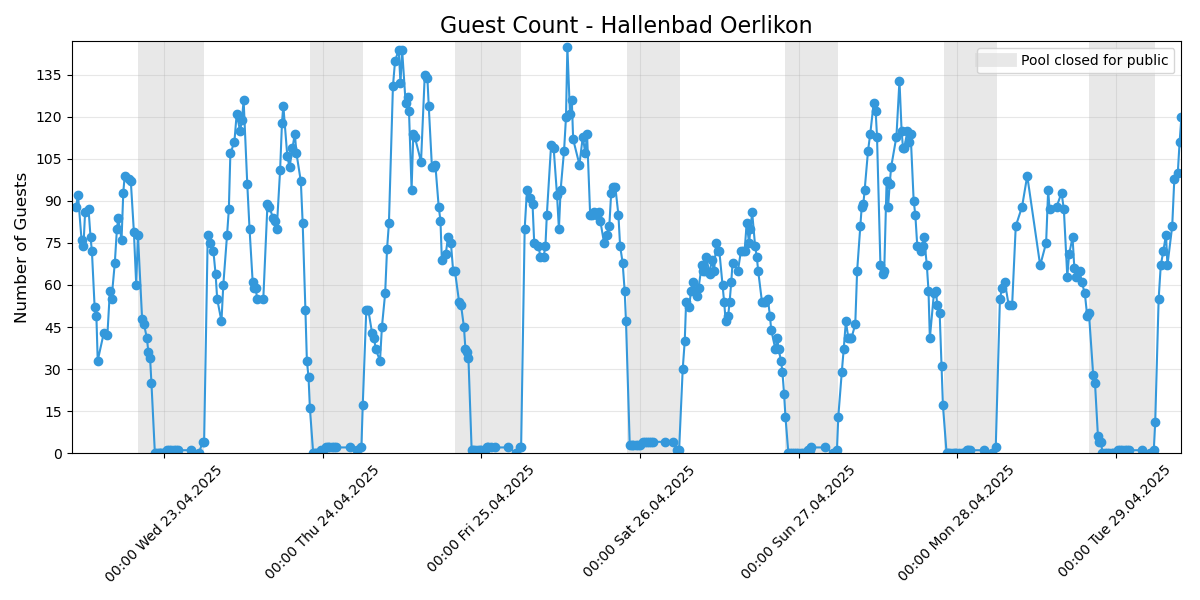 Guest Count - Hallenbad Oerlikon
Pool closed for public
Number of Guests
135
120
105
90
75
60
45
30
15
0
00:00 Wed 23.04.2025
00:00 Thu 24.04.2025
00:00 Fri 25.04.2025
00:00 Sat 26.04.2025
00:00 Sun 27.04.2025
00:00 Mon 28.04.2025
00:00 Tue 29.04.2025